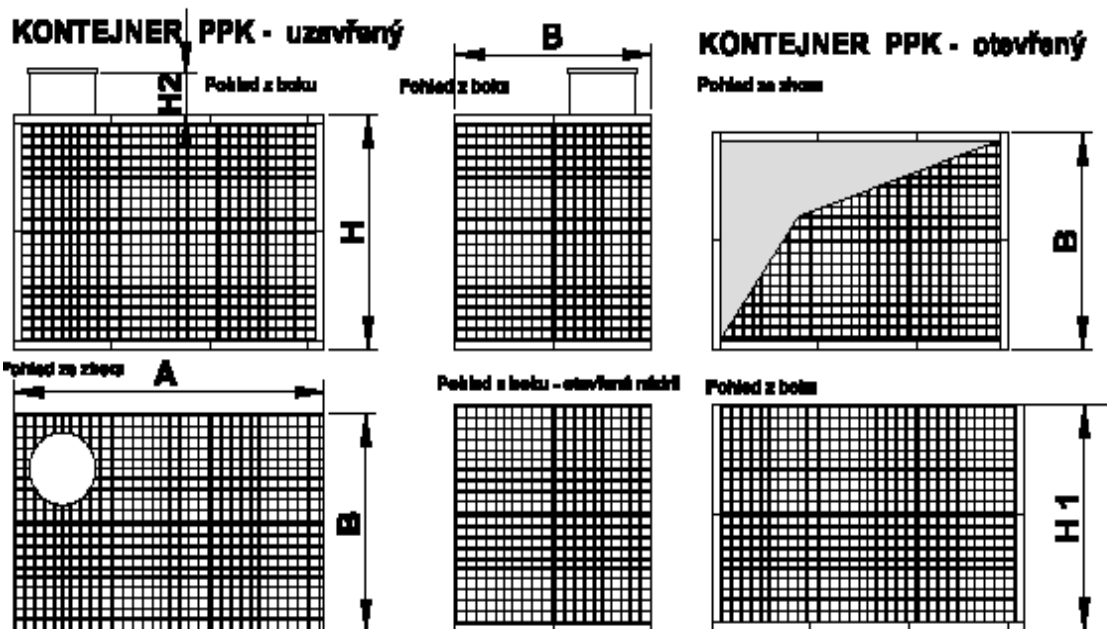 KONTEJNER PPK - uzavřený
B
KONTEJNER PPK - otevřený
H2
Pohled z boku
Pohled z boku
Pohled ze zhora
H
B
Pohled ze zhora
A
Pohled z boku - otevřená nádrž
Pohled z boku
B
H1